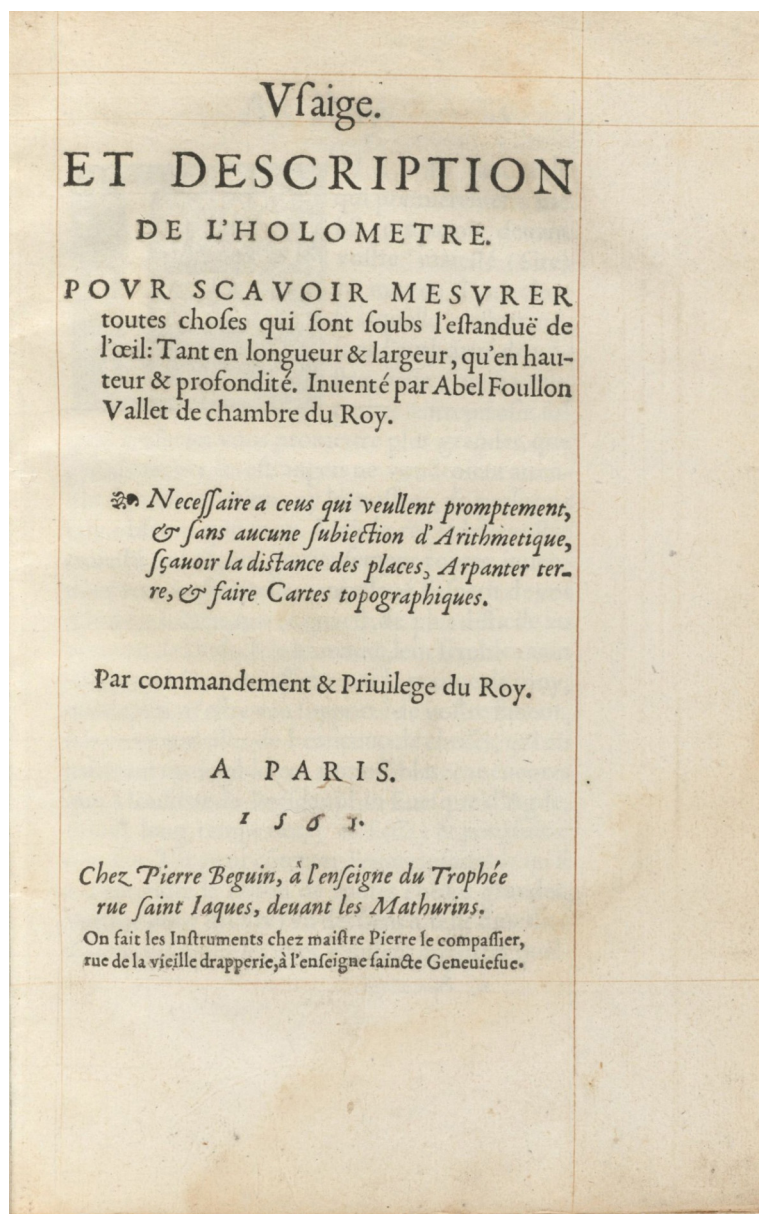 Vſaige.
ET DESCRIPTION
DE L'HOLOMETRE.
POVR SCAVOIR MESVRER
toutes choſes qui ſont ſoubs l'eſtanduë de
l'œil: Tant en longueur & largeur, qu'en hau-
teur & profondité. Inuenté par Abel Foullon
Vallet de chambre du Roy.
❧ Neceſſaire a ceus qui veullent promptement,
& ſans aucune ſubiection d'Arithmetique,
ſçauoir la diſtance des places, Arpanter ter-
re, & faire Cartes topographiques.
Par commandement & Priuilege du Roy.
A PARIS.
1561.
Chez Pierre Beguin, à l'enſeigne du Trophée
rue ſaint Iaques, deuant les Mathurins.
On fait les Inſtruments chez maiſtre Pierre le compaſſier,
rue de la vieille drapperie, à l'enſeigne ſaincte Geneuieſue.